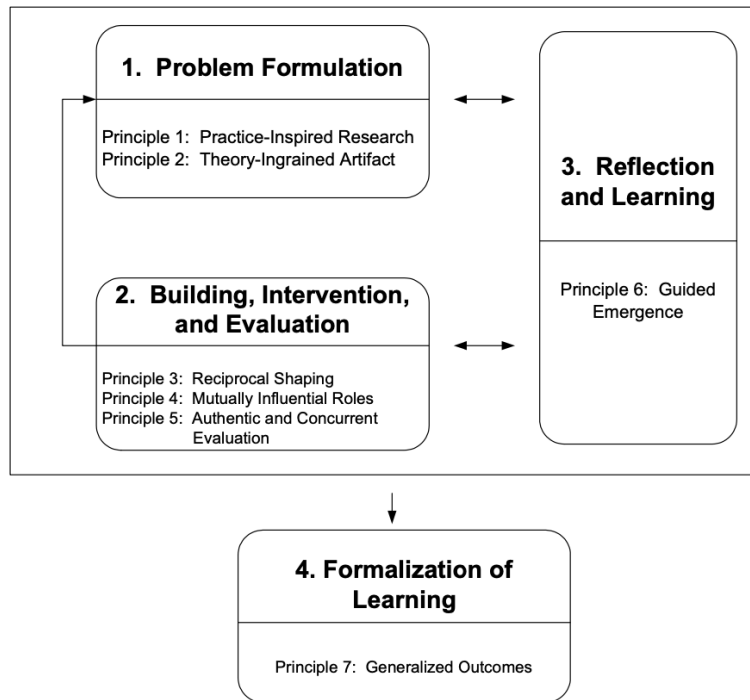 1. Problem Formulation
Principle 1: Practice-Inspired Research
Principle 2: Theory-Ingrained Artifact
2. Building, Intervention,
and Evaluation
Principle 3: Reciprocal Shaping
Principle 4: Mutually Influential Roles
Principle 5: Authentic and Concurrent
Evaluation
3. Reflection
and Learning
Principle 6: Guided
Emergence
4. Formalization of
Learning
Principle 7: Generalized Outcomes